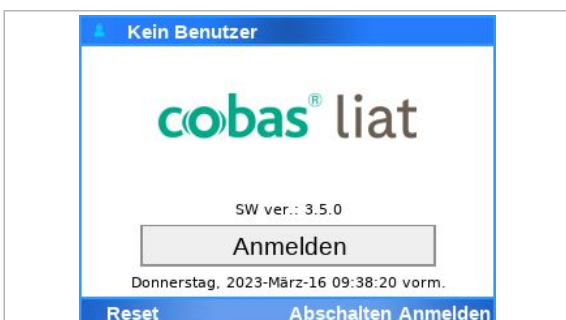 Kein Benutzer
cobas® liat
SW ver.: 3.5.0
Anmelden
Donnerstag, 2023-März-16 09:38:20 vorm.
Reset Abschalten Anmelden